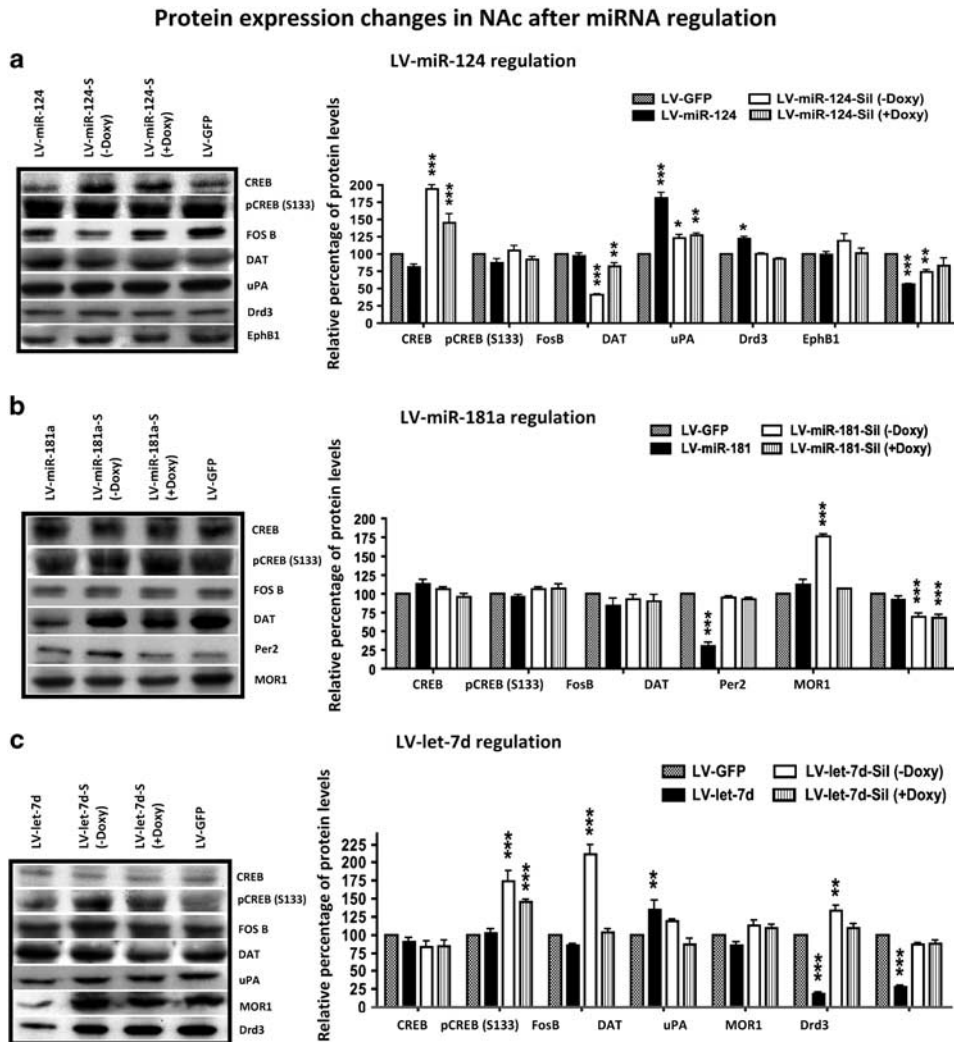 Protein expression changes in NAc after miRNA regulation
a
LV-miR-124 regulation
LV-miR-124
LV-miR-124-S
(-Doxy)
LV-miR-124-S
(+Doxy)
LV-GFP
CREB
pCREB (S133)
FOS B
DAT
uPA
Drd3
EphB1
Relative percentage of protein levels
LV-GFP
LV-miR-124
LV-miR-124-Sil (-Doxy)
LV-miR-124-Sil (+Doxy)
200
175
150
125
100
75
50
25
0
***
***
***
**
***
*
**
*
***
**
CREB pCREB (S133) FosB DAT uPA Drd3 EphB1
b
LV-miR-181a regulation
LV-miR-181a
LV-miR-181a-S
(-Doxy)
LV-miR-181a-S
(+Doxy)
LV-GFP
CREB
pCREB (S133)
FOS B
DAT
Per2
MOR1
Relative percentage of protein levels
LV-GFP
LV-miR-181
LV-miR-181-Sil (-Doxy)
LV-miR-181-Sil (+Doxy)
200
175
150
125
100
75
50
25
0
***
***
***
***
CREB pCREB (S133) FosB DAT Per2 MOR1
c
LV-let-7d regulation
LV-let-7d
LV-let-7d-S
(-Doxy)
LV-let-7d-S
(+Doxy)
LV-GFP
CREB
pCREB (S133)
FOS B
DAT
uPA
MOR1
Drd3
Relative percentage of protein levels
LV-GFP
LV-let-7d
LV-let-7d-Sil (-Doxy)
LV-let-7d-Sil (+Doxy)
225
200
175
150
125
100
75
50
25
0
***
***
***
**
***
**
***
CREB pCREB (S133) FosB DAT uPA MOR1 Drd3